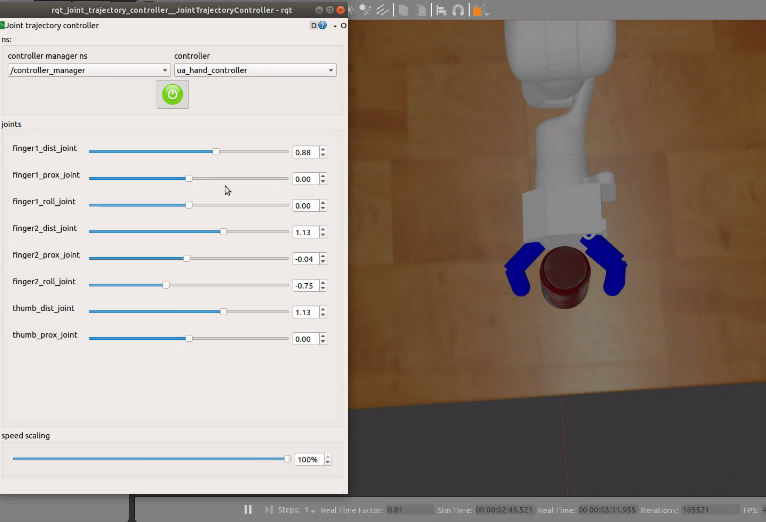 rqt_joint_trajectory_controller__JointTrajectoryController - rqt
Joint trajectory controller
D
O
ns:
controller manager ns
controller
/controller_manager
ua_hand_controller
joints
finger1_dist_joint
0.88
finger1_prox_joint
0.00
finger1_roll_joint
0.00
finger2_dist_joint
1.13
finger2_prox_joint
-0.04
finger2_roll_joint
-0.75
thumb_dist_joint
1.13
thumb_prox_joint
0.00
speed scaling
100%
Steps: 1 Real Time Factor: 0.81 Sim Time: 00 00:02:45.521 Real Time: 00 00:03:31.955 Iterations: 165521 FPS: